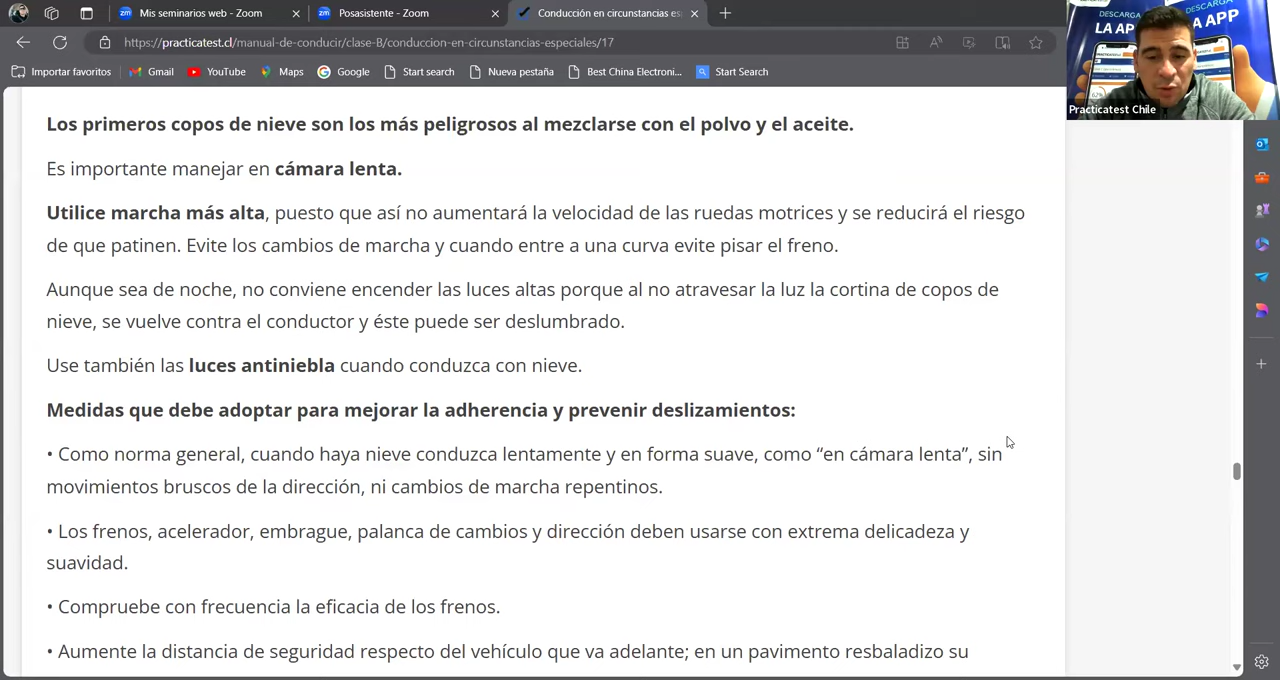 Mis seminarios web - Zoom
Posasistente - Zoom
Conducción en circunstancias es
https://practicatest.cl/manual-de-conducir/clase-B/conduccion-en-circunstancias-especiales/17
Importar favoritos
Gmail
YouTube
Maps
Google
Start search
Nueva pestaña
Best China Electroni...
Start Search
DESCARGA
LA APP
DESCARGA
LA APP
Practicatest Chile
Los primeros copos de nieve son los más peligrosos al mezclarse con el polvo y el aceite.
Es importante manejar en cámara lenta.
Utilice marcha más alta, puesto que así no aumentará la velocidad de las ruedas motrices y se reducirá el riesgo
de que patinen. Evite los cambios de marcha y cuando entre a una curva evite pisar el freno.
Aunque sea de noche, no conviene encender las luces altas porque al no atravesar la luz la cortina de copos de
nieve, se vuelve contra el conductor y éste puede ser deslumbrado.
Use también las luces antiniebla cuando conduzca con nieve.
Medidas que debe adoptar para mejorar la adherencia y prevenir deslizamientos:
• Como norma general, cuando haya nieve conduzca lentamente y en forma suave, como “en cámara lenta”, sin
movimientos bruscos de la dirección, ni cambios de marcha repentinos.
• Los frenos, acelerador, embrague, palanca de cambios y dirección deben usarse con extrema delicadeza y
suavidad.
• Compruebe con frecuencia la eficacia de los frenos.
• Aumente la distancia de seguridad respecto del vehículo que va adelante; en un pavimento resbaladizo su